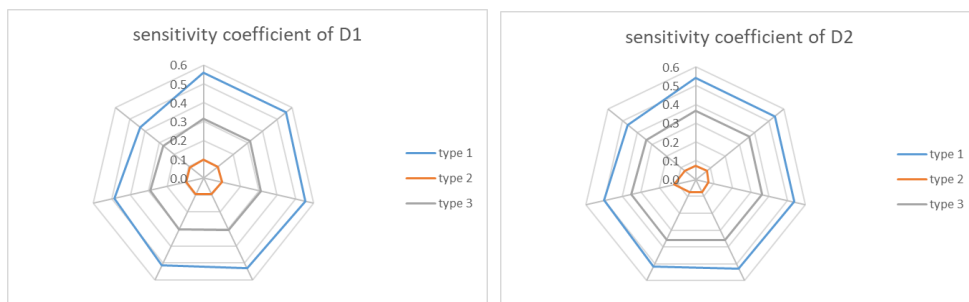 sensitivity coefficient of D1
0.6
0.5
0.4
0.3
0.2
0.1
0.0
type 1
type 2
type 3
sensitivity coefficient of D2
0.6
0.5
0.4
0.3
0.2
0.1
0.0
type 1
type 2
type 3